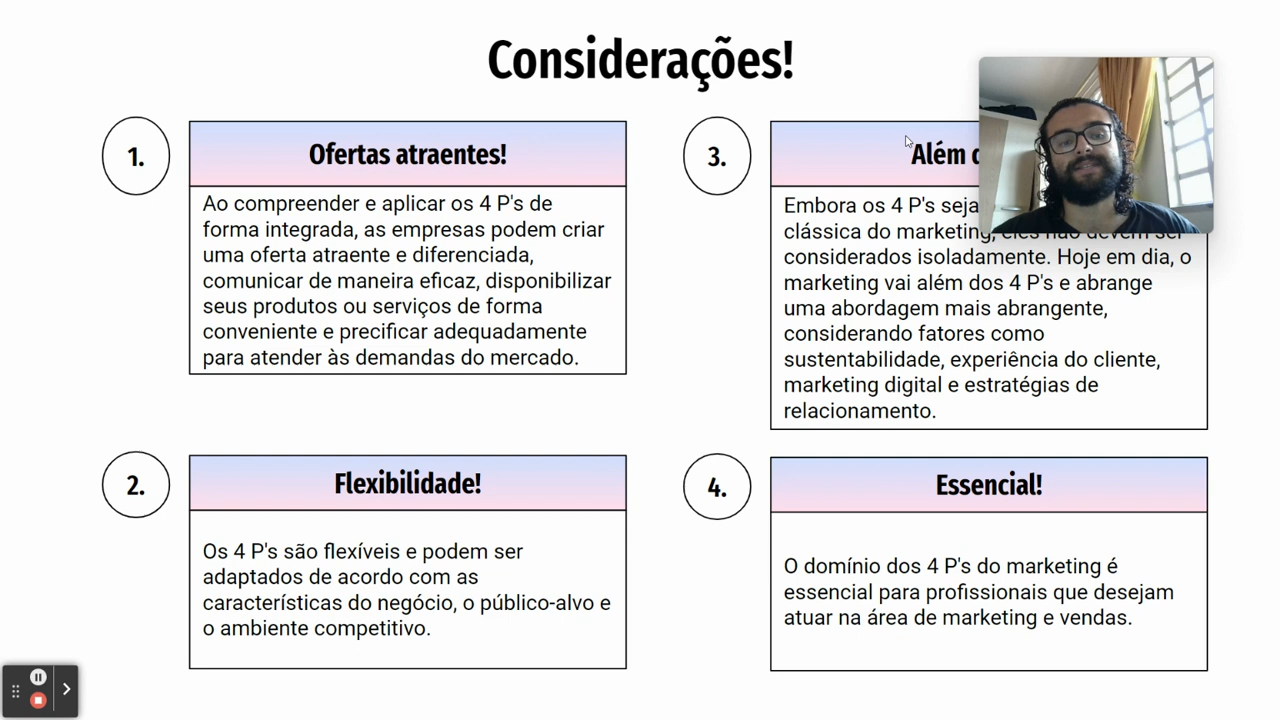 Considerações!
1.
Ofertas atraentes!
Ao compreender e aplicar os 4 P's de
forma integrada, as empresas podem criar
uma oferta atraente e diferenciada,
comunicar de maneira eficaz, disponibilizar
seus produtos ou serviços de forma
conveniente e precificar adequadamente
para atender às demandas do mercado.
2.
Flexibilidade!
Os 4 P's são flexíveis e podem ser
adaptados de acordo com as
características do negócio, o público-alvo e
o ambiente competitivo.
3.
Além
Embora os 4 P's
clássica do marketing, eles não devem ser
considerados isoladamente. Hoje em dia, o
marketing vai além dos 4 P's e abrange
uma abordagem mais abrangente,
considerando fatores como
sustentabilidade, experiência do cliente,
marketing digital e estratégias de
relacionamento.
4.
Essencial!
O domínio dos 4 P's do marketing é
essencial para profissionais que desejam
atuar na área de marketing e vendas.